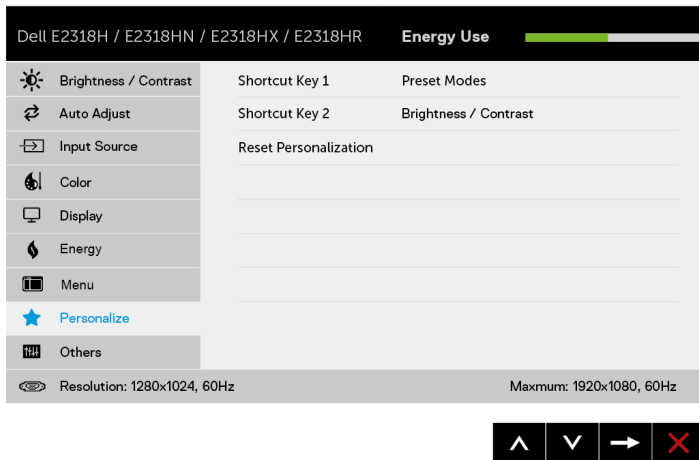 Dell E2318H / E2318HN / E2318HX / E2318HR Energy Use
Brightness / Contrast Shortcut Key 1 Preset Modes
Auto Adjust Shortcut Key 2 Brightness / Contrast
Input Source Reset Personalization
Color
Display
Energy
Menu
Personalize
Others
Resolution: 1280x1024, 60Hz Maxmum: 1920x1080, 60Hz